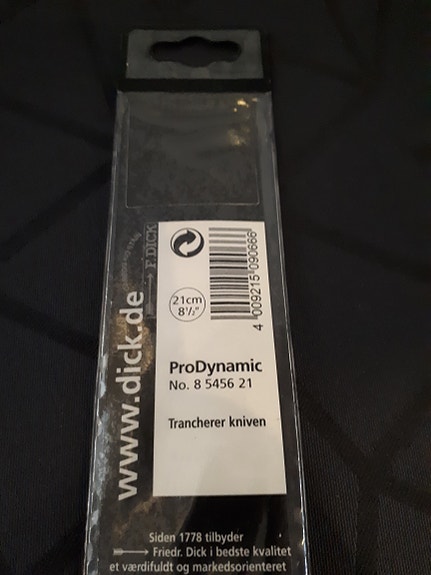 F. DICK
www.dick.de
21cm
8½"
4 009215 090666
ProDynamic
No. 8 5456 21
Trancherer kniven
Siden 1778 tilbyder
Friedr. Dick i bedste kvalitet
et værdifuldt og markedsorienteret